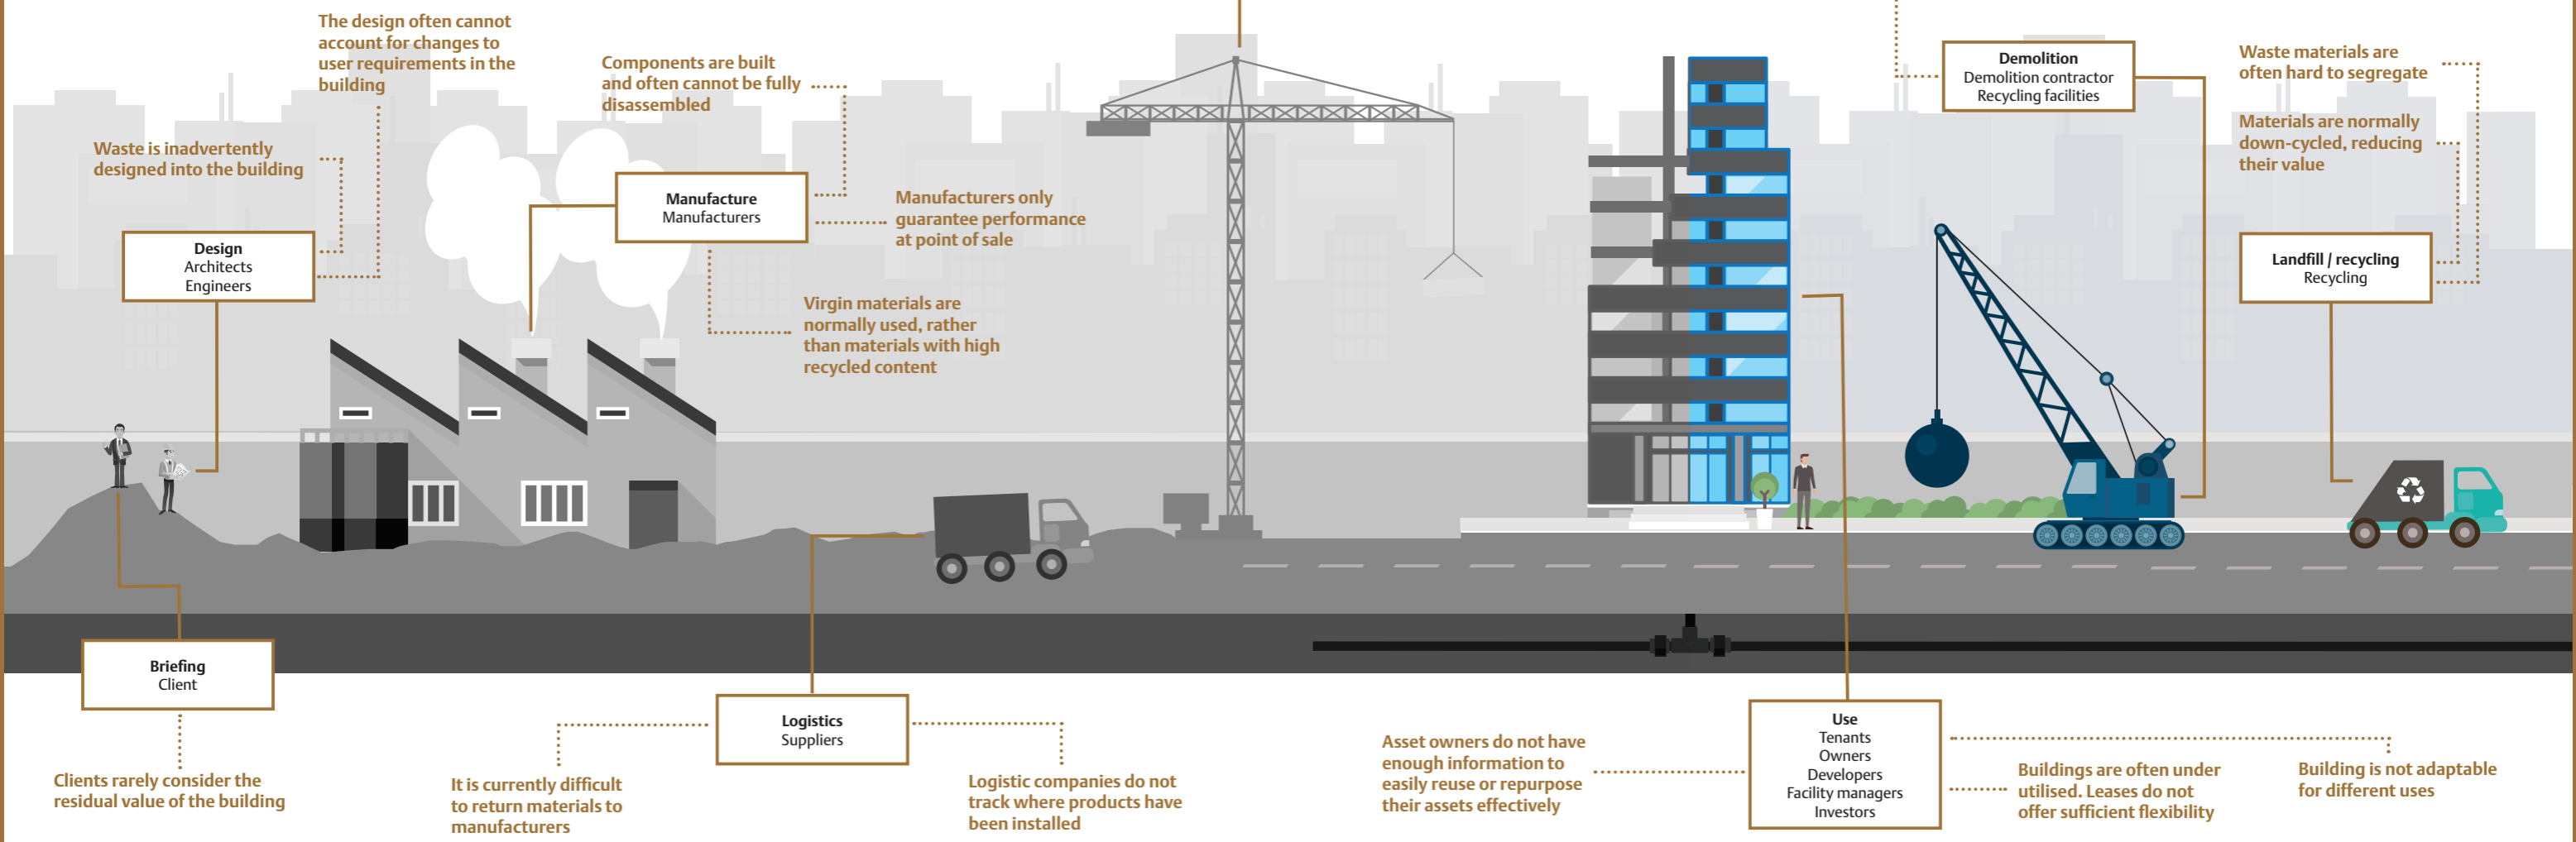 The design often cannot
account for changes to
user requirements in the
building
Waste is inadvertently
designed into the building
Design
Architects
Engineers
Components are built
and often cannot be fully
disassembled
Manufacture
Manufacturers
Manufacturers only
guarantee performance
at point of sale
Virgin materials are
normally used, rather
than materials with high
recycled content
Demolition
Demolition contractor
Recycling facilities
Waste materials are
often hard to segregate
Materials are normally
down-cycled, reducing
their value
Landfill / recycling
Recycling
Briefing
Client
Clients rarely consider the
residual value of the building
Logistics
Suppliers
It is currently difficult
to return materials to
manufacturers
Logistic companies do not
track where products have
been installed
Use
Tenants
Owners
Developers
Facility managers
Investors
Asset owners do not have
enough information to
easily reuse or repurpose
their assets effectively
Buildings are often under
utilised. Leases do not
offer sufficient flexibility
Building is not adaptable
for different uses